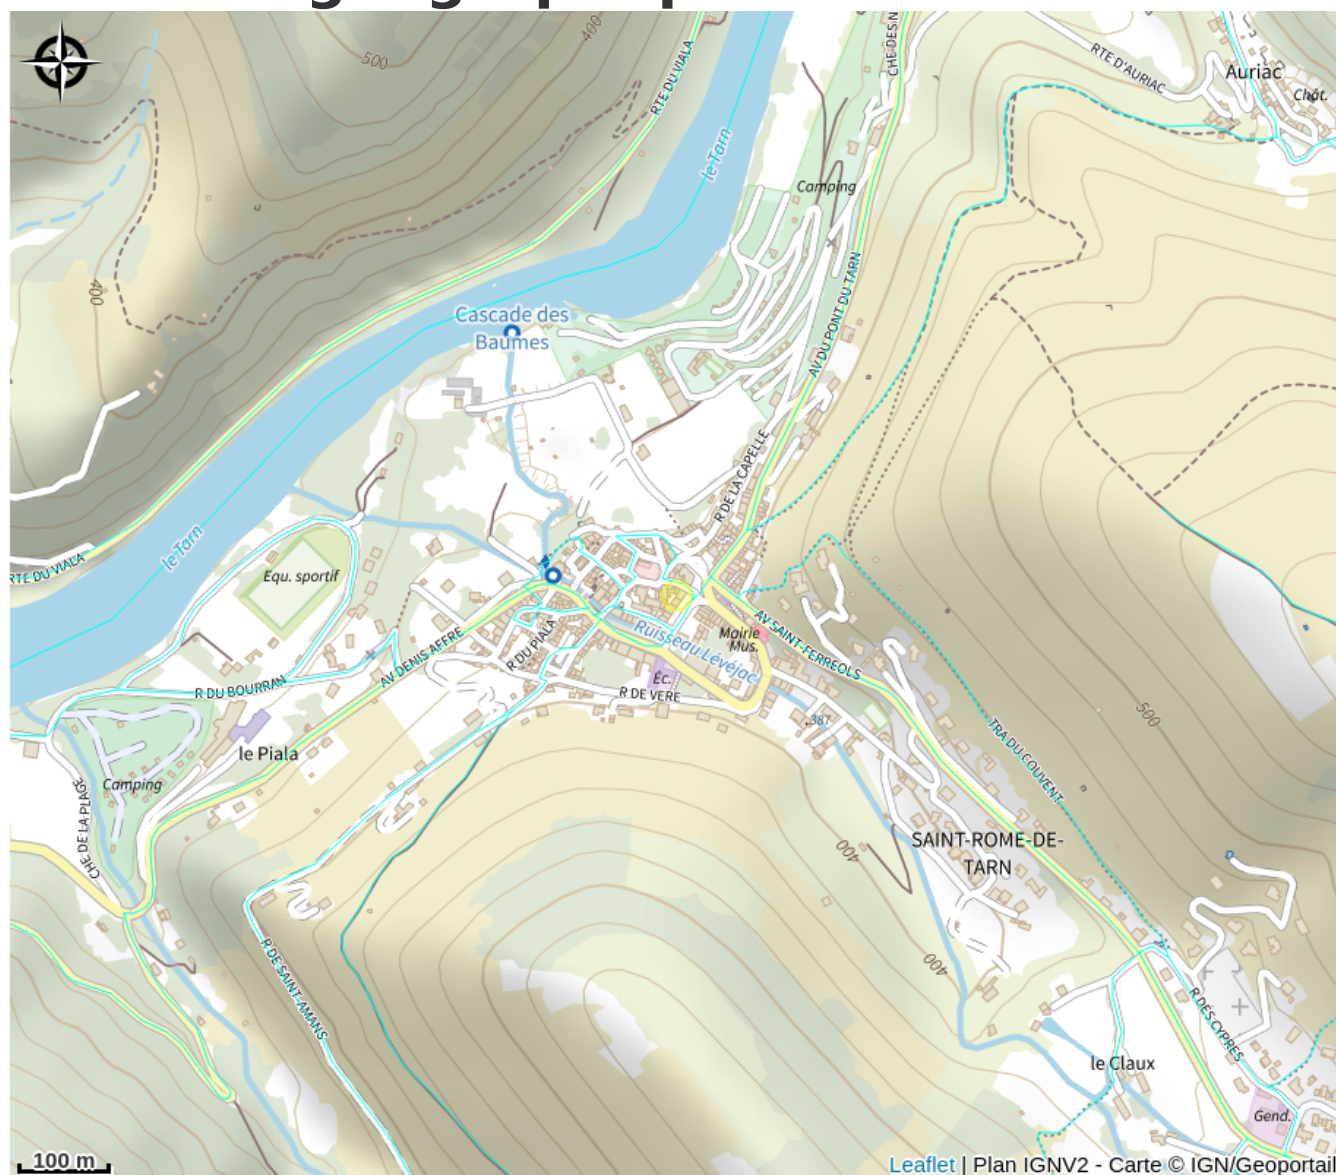 500
400
RTE DU VIALA
le Tarn
CHE DES N
RTE D'AURIAC
Auriac
Chât.
Camping
400
AV DU PONT DU TARN
Cascade des
Baumes
R DE LA CAPELLE
le Tarn
RTE DU VIALA
Equ. sportif
AV DENIS AFFRE
R DU PIALA
Ruisseau Lévéjac
Mairie
Mus.
AV SAINT-FERREOLS
Éc.
R DE VERE
R DU BOURRAN
.387
500
TRA DU COUVENT
le Piala
Camping
CHE DE LA PLAGE
SAINT-ROME-DE-
TARN
400
400
R DE SAINT-AMANS
R DES CYPRES
le Claux
Gend.
100 m
Leaflet | Plan IGNV2 - Carte © IGN/Geoportail